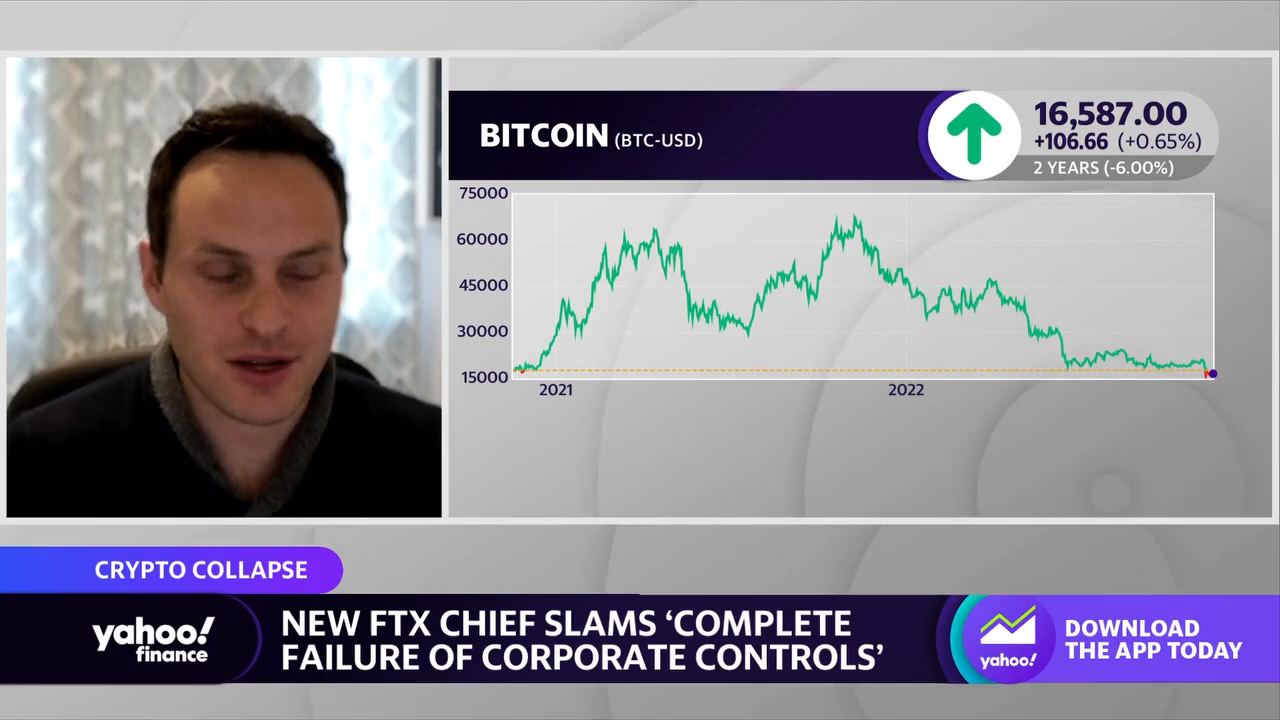 BITCOIN (BTC-USD)
16,587.00
+106.66 (+0.65%)
2 YEARS (-6.00%)
75000
60000
45000
30000
15000
2021
2022
CRYPTO COLLAPSE
yahoo!
finance
NEW FTX CHIEF SLAMS ‘COMPLETE
FAILURE OF CORPORATE CONTROLS’
yahoo!
DOWNLOAD
THE APP TODAY